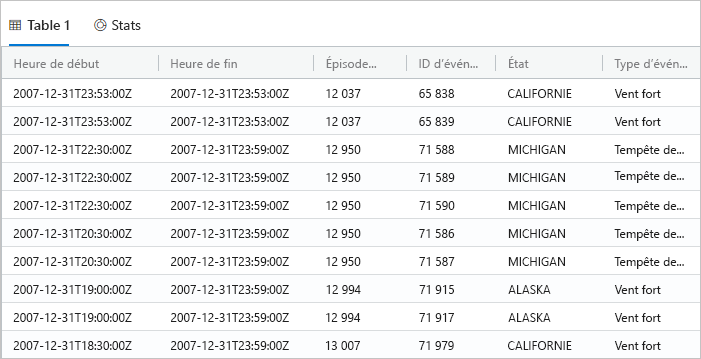 Table 1 Stats
Heure de début Heure de fin Épisode... ID d'évén... État Type d'évén...
2007-12-31T23:53:00Z 2007-12-31T23:53:00Z 12 037 65 838 CALIFORNIE Vent fort
2007-12-31T23:53:00Z 2007-12-31T23:53:00Z 12 037 65 839 CALIFORNIE Vent fort
2007-12-31T22:30:00Z 2007-12-31T23:59:00Z 12 950 71 588 MICHIGAN Tempête de...
2007-12-31T22:30:00Z 2007-12-31T23:59:00Z 12 950 71 589 MICHIGAN Tempête de...
2007-12-31T22:30:00Z 2007-12-31T23:59:00Z 12 950 71 590 MICHIGAN Tempête de...
2007-12-31T20:30:00Z 2007-12-31T23:59:00Z 12 950 71 586 MICHIGAN Tempête de...
2007-12-31T20:30:00Z 2007-12-31T23:59:00Z 12 950 71 587 MICHIGAN Tempête de...
2007-12-31T19:00:00Z 2007-12-31T23:59:00Z 12 994 71 915 ALASKA Vent fort
2007-12-31T19:00:00Z 2007-12-31T23:59:00Z 12 994 71 917 ALASKA Vent fort
2007-12-31T18:30:00Z 2007-12-31T23:59:00Z 13 007 71 979 CALIFORNIE Vent fort